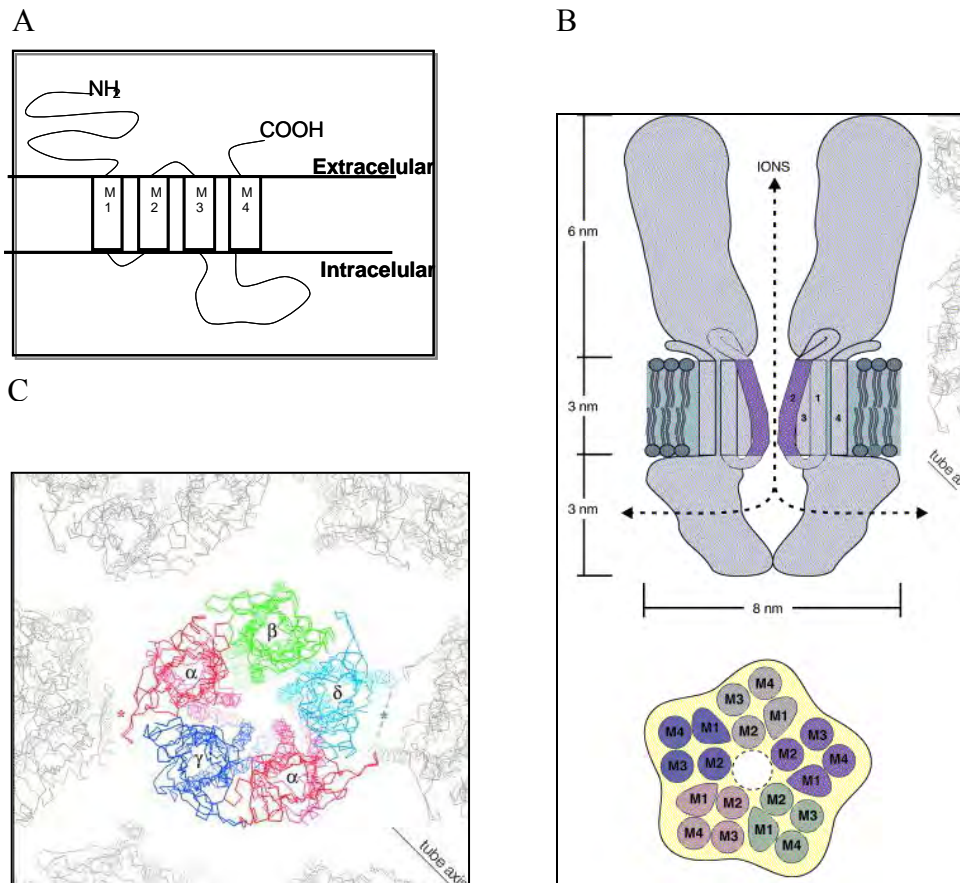 A
NH2
COOH
Extracelular
M
1
M
2
M
3
M
4
Intracelular
B
IONS
6 nm
3 nm
3 nm
2
3
1
4
8 nm
tube ax
M4
M3
M1
M4
M1
M2
M3
M3
M2
M2
M4
M1
M1
M2
M2
M3
M4
M3
M1
M4
C
β
α
δ
*
*
γ
α
tube axis